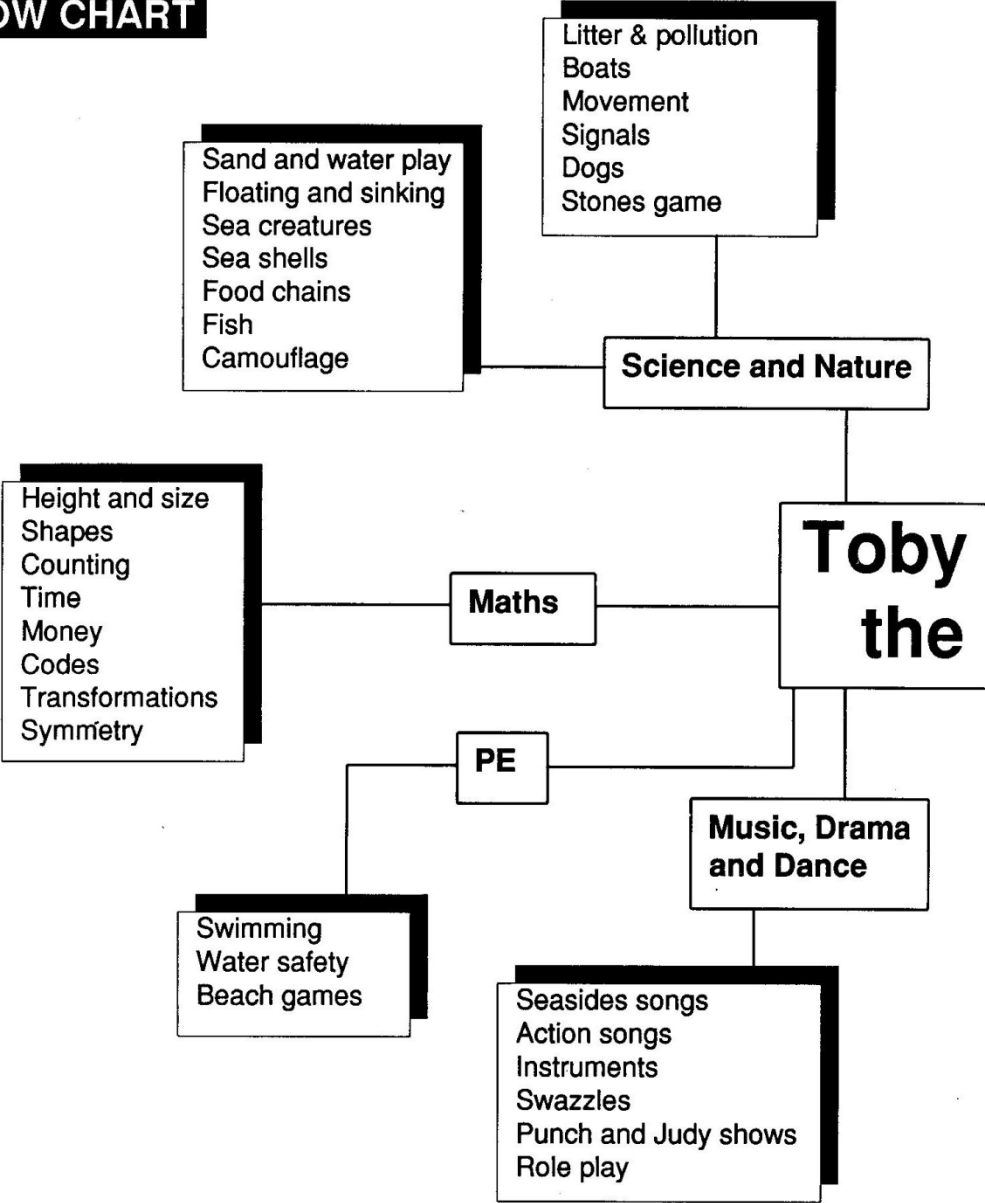 OW CHART
Litter & pollution
Boats
Movement
Signals
Dogs
Stones game
Sand and water play
Floating and sinking
Sea creatures
Sea shells
Food chains
Fish
Camouflage
Science and Nature
Height and size
Shapes
Counting
Time
Money
Codes
Transformations
Symmetry
Maths
Toby
the
PE
Music, Drama
and Dance
Swimming
Water safety
Beach games
Seasides songs
Action songs
Instruments
Swazzles
Punch and Judy shows
Role play